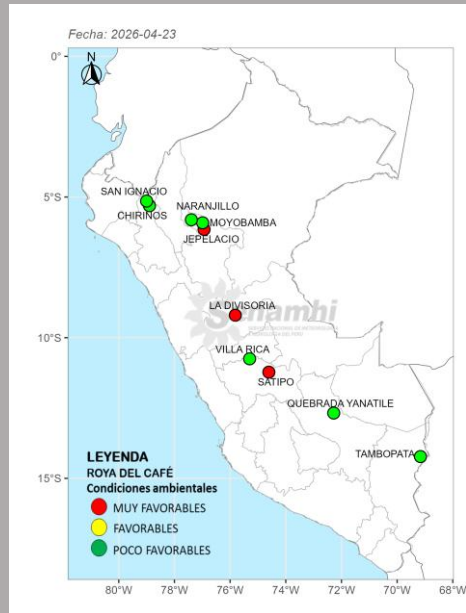 Fecha: 2026-04-23
N
0°
SAN IGNACIO
5°S
CHIRINOS
NARANJILLO
MOYOBAMBA
JEPELACIO
LA DIVISORIA
Senamhi
10°S
VILLA RICA
SATIPO
QUEBRADA YANATILE
TAMBOPATA
LEYENDA
ROYA DEL CAFÉ
Condiciones ambientales
MUY FAVORABLES
FAVORABLES
POCO FAVORABLES
15°S
80°W 78°W 76°W 74°W 72°W 70°W 68°W